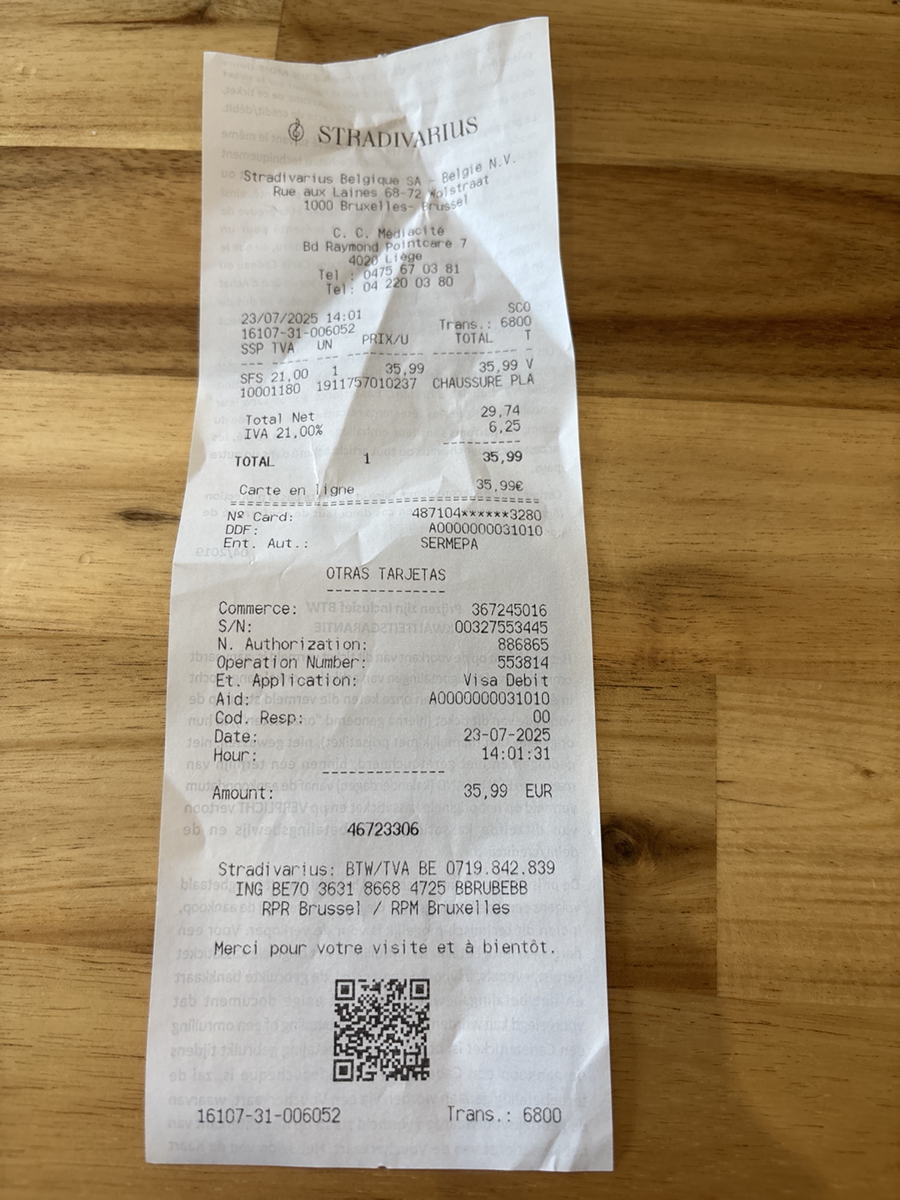 STRADIVARIUS
Stradivarius Belgique SA - Belgie N.V.
Rue aux Laines 68-72 Wolstraat
1000 Bruxelles- Brussel
C. C. Médiacité
Bd Raymond Pointcaré 7
4020 Liège
Tel : 0475 67 03 81
Tel: 04 220 03 80
SCO
23/07/2025 14:01
16107-31-006052 Trans.: 6800
SSP TVA UN PRIX/U TOTAL T
SFS 21,00 1 35,99 35,99 V
10001180 1911757010237 CHAUSSURE PLA
Total Net 29,74
IVA 21,00% 6,25
TOTAL 1 35,99
Carte en ligne 35,99€
Nº Card: 487104******3280
DDF: A0000000031010
Ent. Aut.: SERMEPA
OTRAS TARJETAS
Commerce: 367245016
S/N: 00327553445
N. Authorization: 886865
Operation Number: 553814
Et. Application: Visa Debit
Aid: A0000000031010
Cod. Resp: 00
Date: 23-07-2025
Hour: 14:01:31
Amount: 35,99 EUR
46723306
Stradivarius: BTW/TVA BE 0719.842.839
ING BE70 3631 8668 4725 BBRUBEBB
RPR Brussel / RPM Bruxelles
Merci pour votre visite et à bientôt.
16107-31-006052 Trans.: 6800